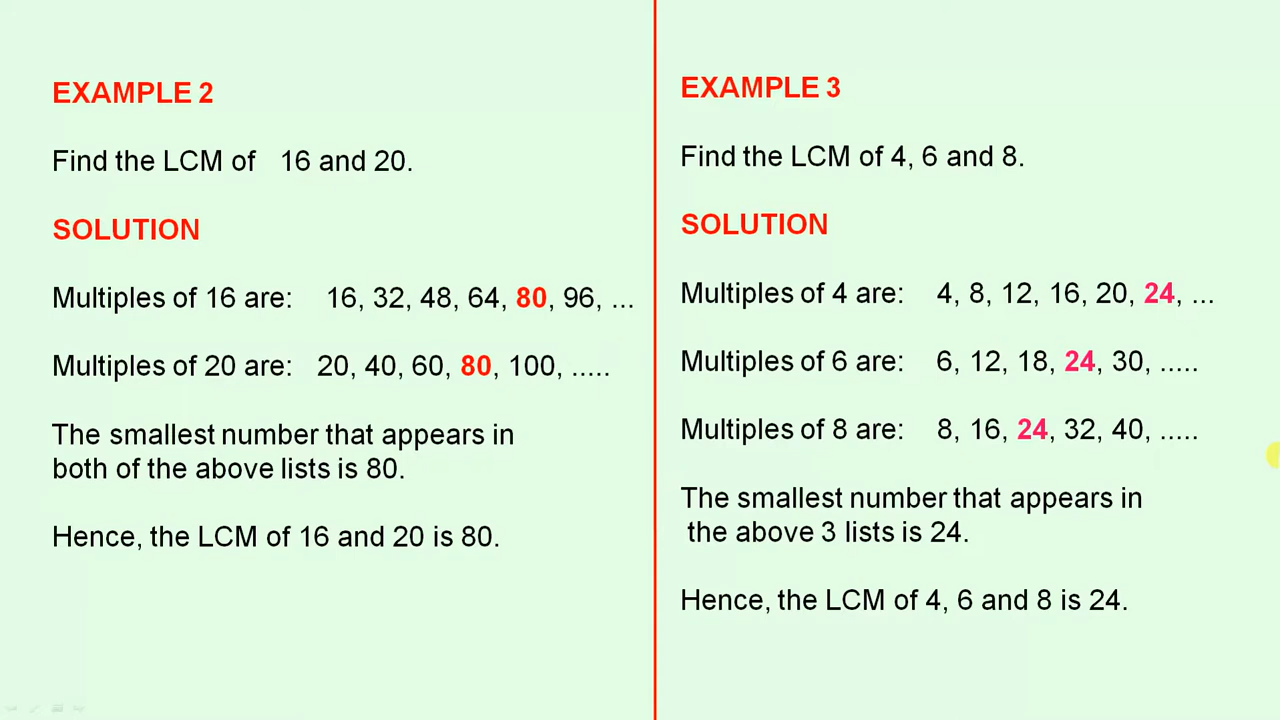 EXAMPLE 2
Find the LCM of 16 and 20.
SOLUTION
Multiples of 16 are: 16, 32, 48, 64, 80, 96, ...
Multiples of 20 are: 20, 40, 60, 80, 100, .....
The smallest number that appears in
both of the above lists is 80.
Hence, the LCM of 16 and 20 is 80.
EXAMPLE 3
Find the LCM of 4, 6 and 8.
SOLUTION
Multiples of 4 are: 4, 8, 12, 16, 20, 24, ...
Multiples of 6 are: 6, 12, 18, 24, 30, .....
Multiples of 8 are: 8, 16, 24, 32, 40, .....
The smallest number that appears in
the above 3 lists is 24.
Hence, the LCM of 4, 6 and 8 is 24.